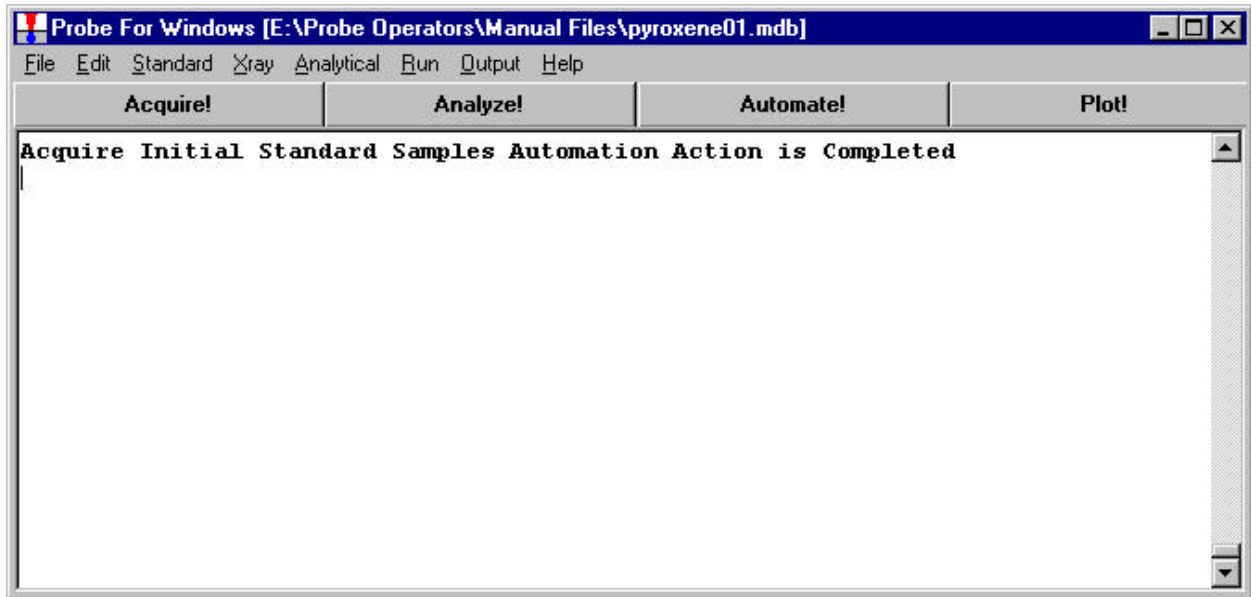 Probe For Windows [E:\Probe Operators\Manual Files\pyroxene01.mdb]
File Edit Standard Xray Analytical Run Output Help
Acquire! Analyze! Automate! Plot!
Acquire Initial Standard Samples Automation Action is Completed